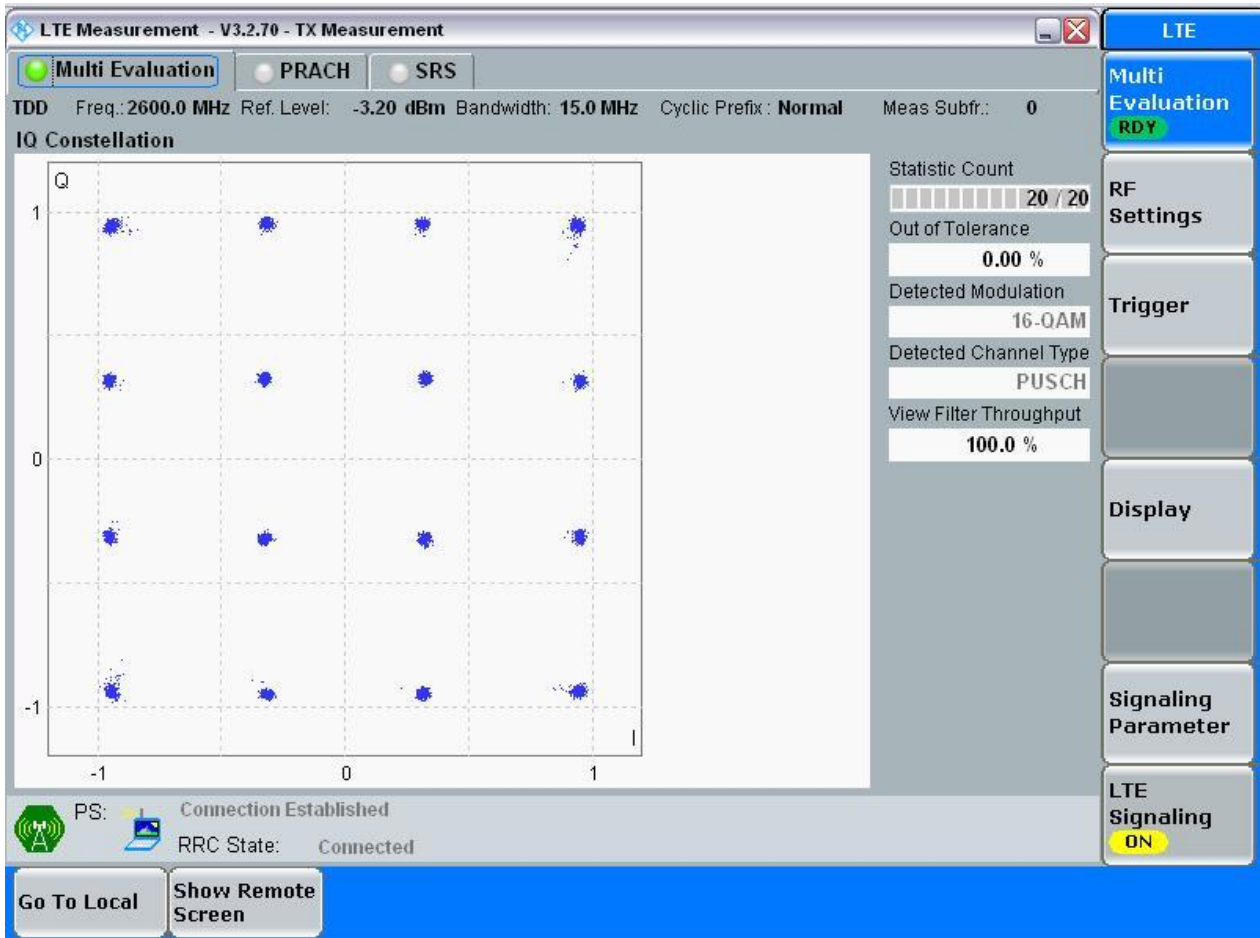 LTE Measurement - V3.2.70 - TX Measurement
LTE
Multi Evaluation PRACH SRS
TDD Freq.: 2600.0 MHz Ref. Level: -3.20 dBm Bandwidth: 15.0 MHz Cyclic Prefix : Normal Meas Subfr.: 0
IQ Constellation
Q
1
0
-1
I
-1 0 1
Statistic Count
20 / 20
Out of Tolerance
0.00 %
Detected Modulation
16-QAM
Detected Channel Type
PUSCH
View Filter Throughput
100.0 %
Multi
Evaluation
RDY
RF
Settings
Trigger
Display
Signaling
Parameter
LTE
Signaling
ON
PS: Connection Established
RRC State: Connected
Go To Local
Show Remote
Screen